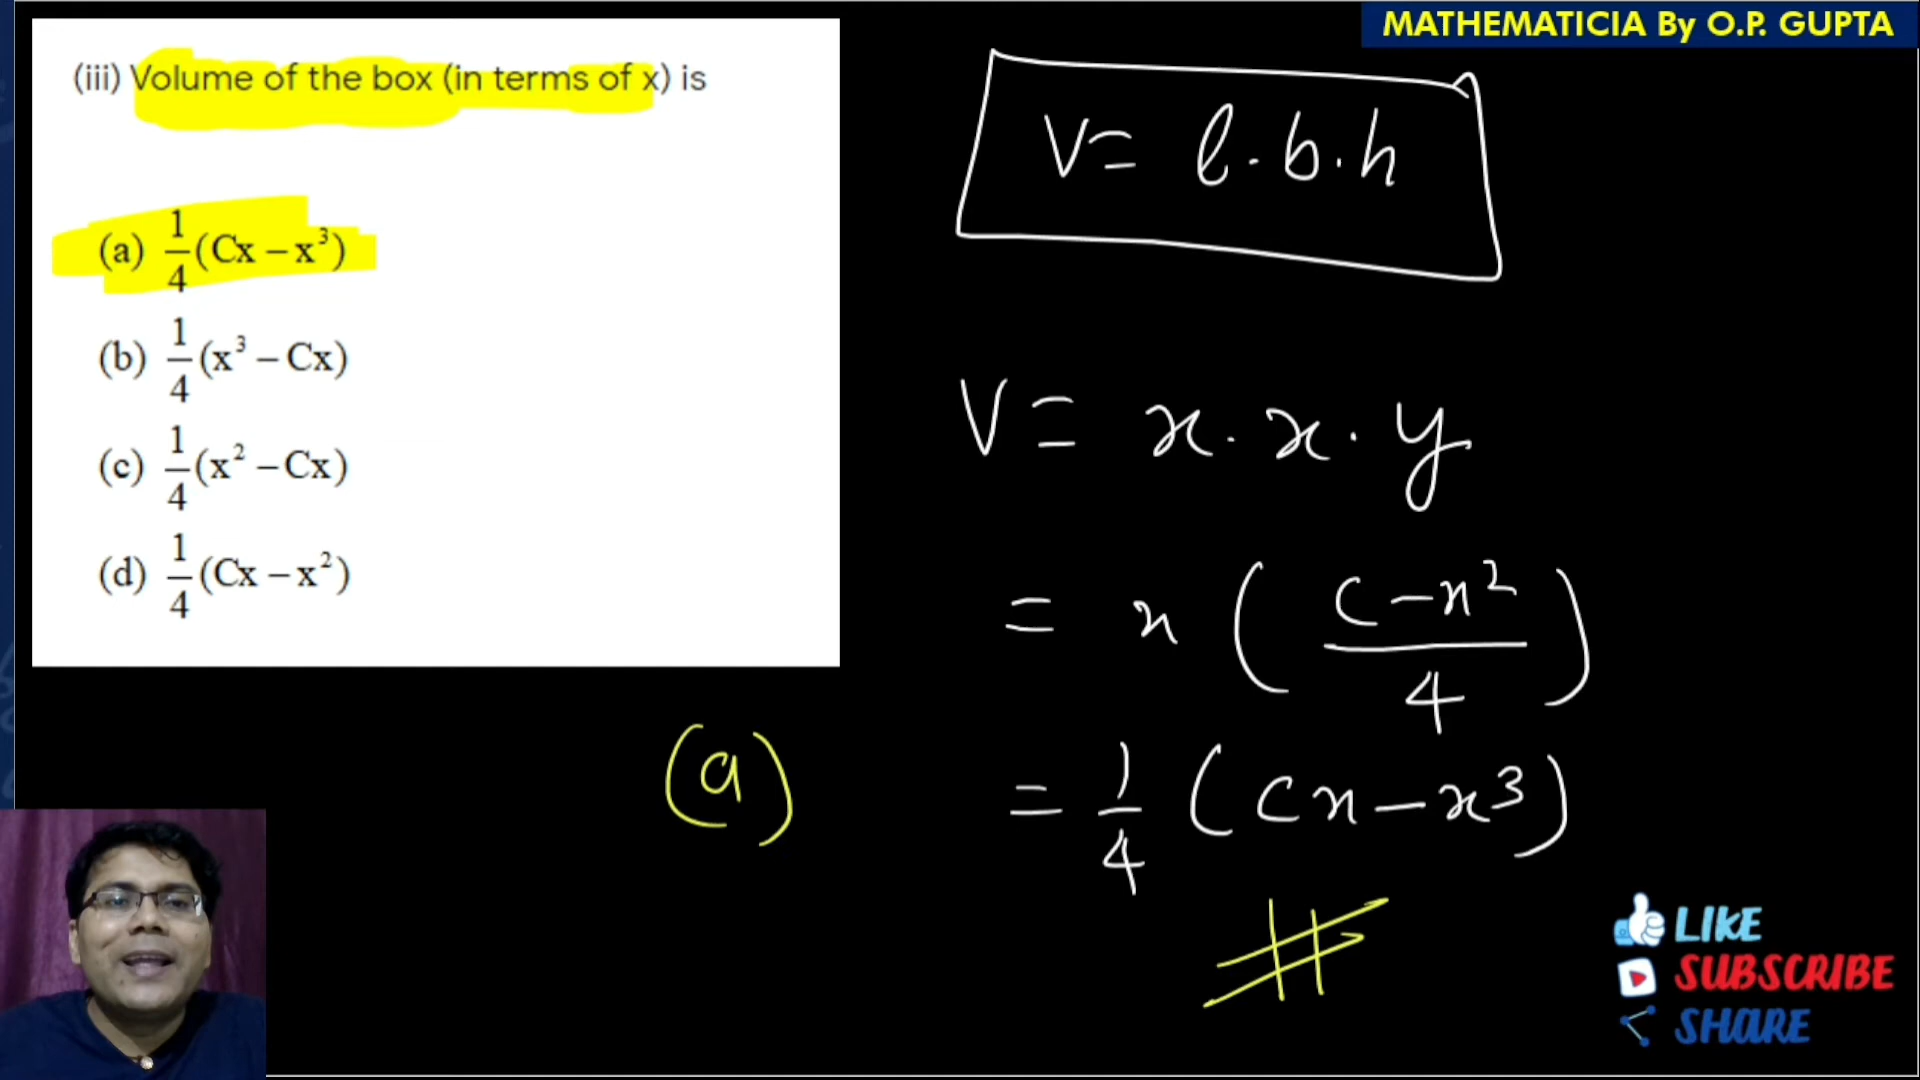 MATHEMATICIA By O.P. GUPTA
(iii) Volume of the box (in terms of x) is
(a) 1/4(Cx – x³)
(b) 1/4(x³ – Cx)
(c) 1/4(x² – Cx)
(d) 1/4(Cx – x²)
V = l . b . h
V = x . x . y
= x ( C – x² / 4 )
= 1/4 ( Cx – x³ )
(a)
LIKE
SUBSCRIBE
SHARE